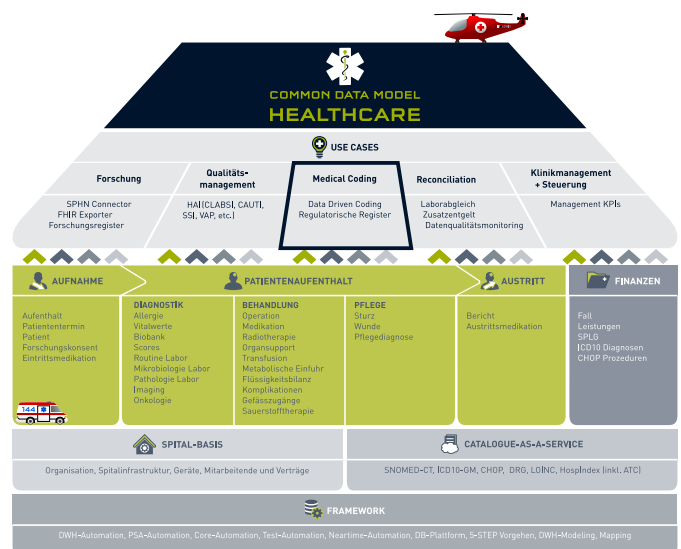 COMMON DATA MODEL
HEALTHCARE
USE CASES
Forschung
SPHN Connector
FHIR Exporter
Forschungsregister
Qualitäts-
management
HAI (CLABSI, CAUTI,
SSI, VAP, etc.)
Medical Coding
Data Driven Coding
Regulatorische Register
Reconciliation
Laborabgleich
Zusatzentgelt
Datenqualitätsmonitoring
Klinikmanagement
+ Steuerung
Management KPIs
AUFNAHME
PATIENTENAUFENTHALT
AUSTRITT
FINANZEN
Aufenthalt
Patiententermin
Patient
Forschungskonsent
Eintrittsmedikation
144
DIAGNOSTIK
Allergie
Vitalwerte
Biobank
Scores
Routine Labor
Mikrobiologie Labor
Pathologie Labor
Imaging
Onkologie
BEHANDLUNG
Operation
Medikation
Radiotherapie
Organsupport
Transfusion
Metabolische Einfuhr
Flüssigkeitsbilanz
Komplikationen
Gefässzugänge
Sauerstofftherapie
PFLEGE
Sturz
Wunde
Pflegediagnose
Bericht
Austrittsmedikation
Fall
Leistungen
SPLG
ICD10 Diagnosen
CHOP Prozeduren
SPITAL-BASIS
Organisation, Spitalinfrastruktur, Geräte, Mitarbeitende und Verträge
CATALOGUE-AS-A-SERVICE
SNOMED-CT, ICD10-GM, CHOP, DRG, LOINC, HospIndex (inkl. ATC)
FRAMEWORK
DWH-Automation, PSA-Automation, Core-Automation, Test-Automation, Neartime-Automation, DB-Plattform, 5-STEP Vorgehen, DWH-Modeling, Mapping